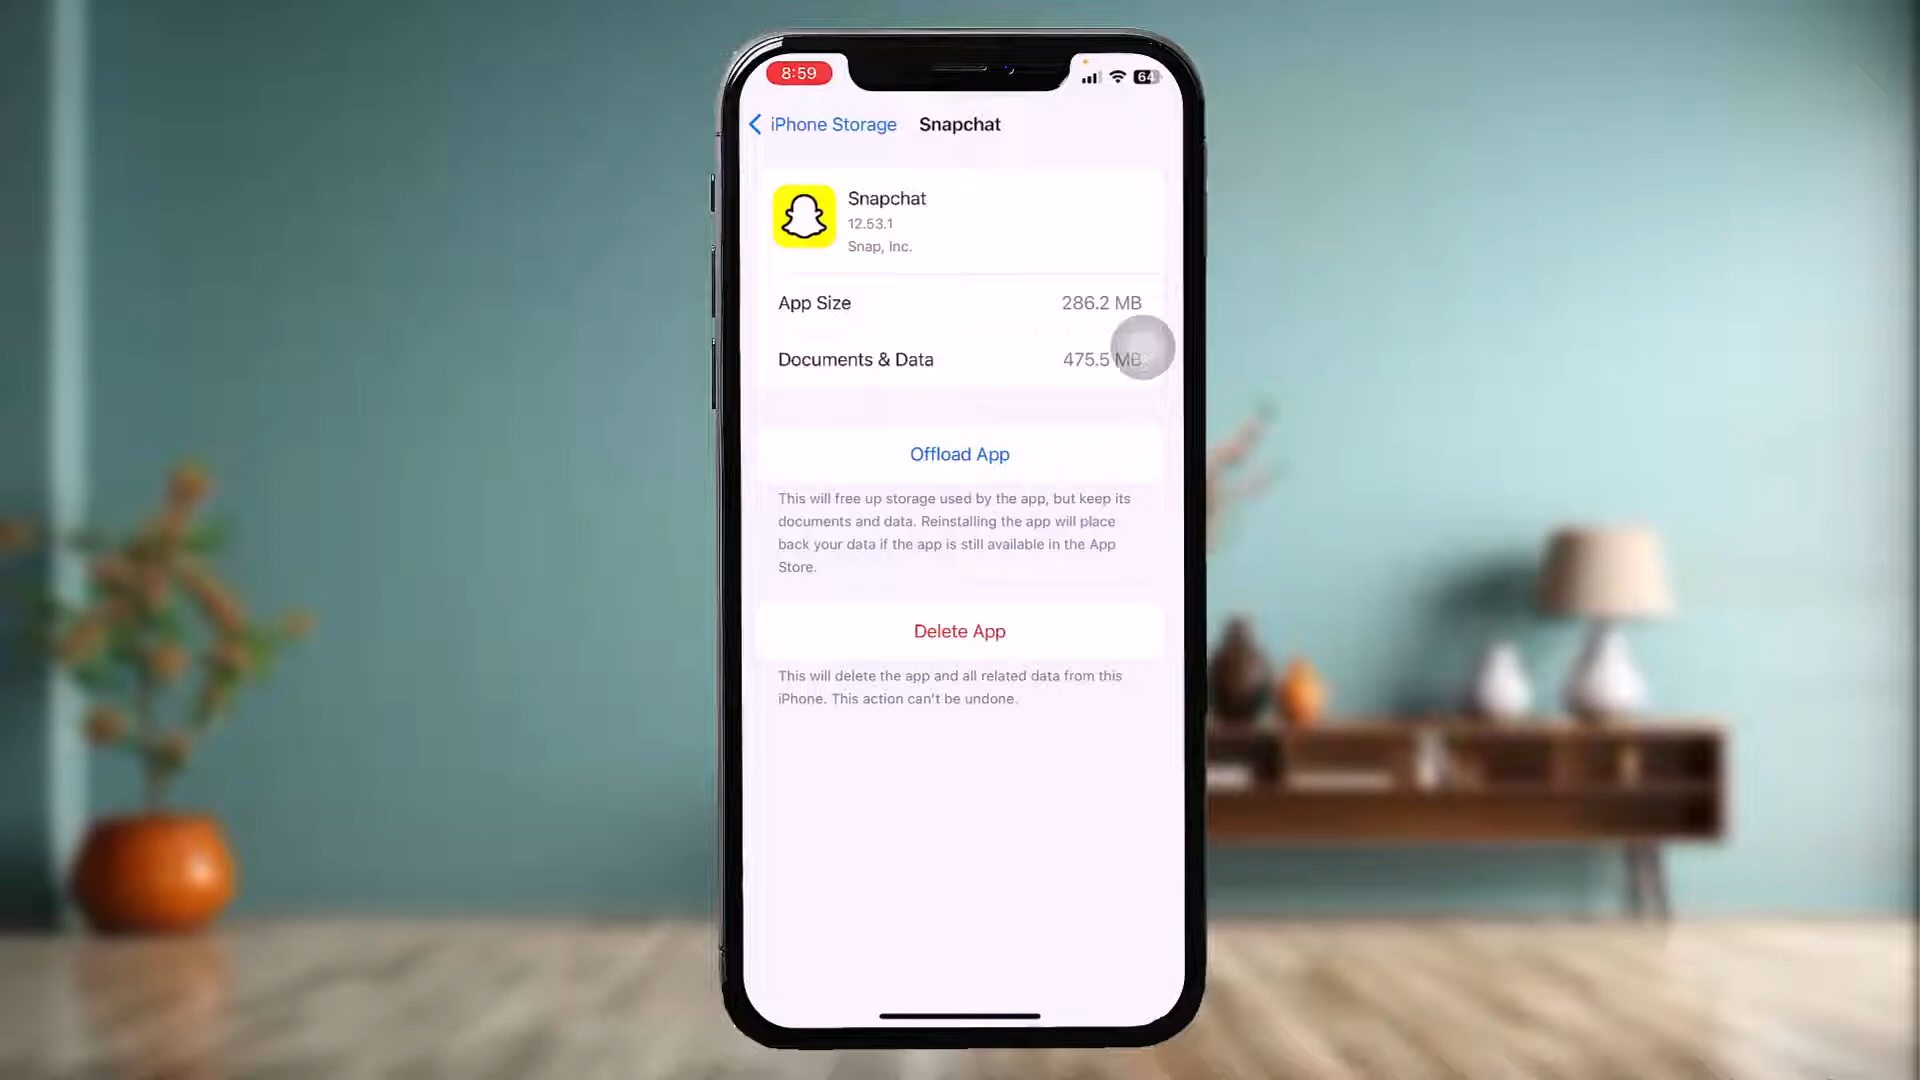 8:59
64
iPhone Storage
Snapchat
Snapchat
12.53.1
Snap, Inc.
App Size
286.2 MB
Documents & Data
475.5 MB
Offload App
This will free up storage used by the app, but keep its
documents and data. Reinstalling the app will place
back your data if the app is still available in the App
Store.
Delete App
This will delete the app and all related data from this
iPhone. This action can't be undone.